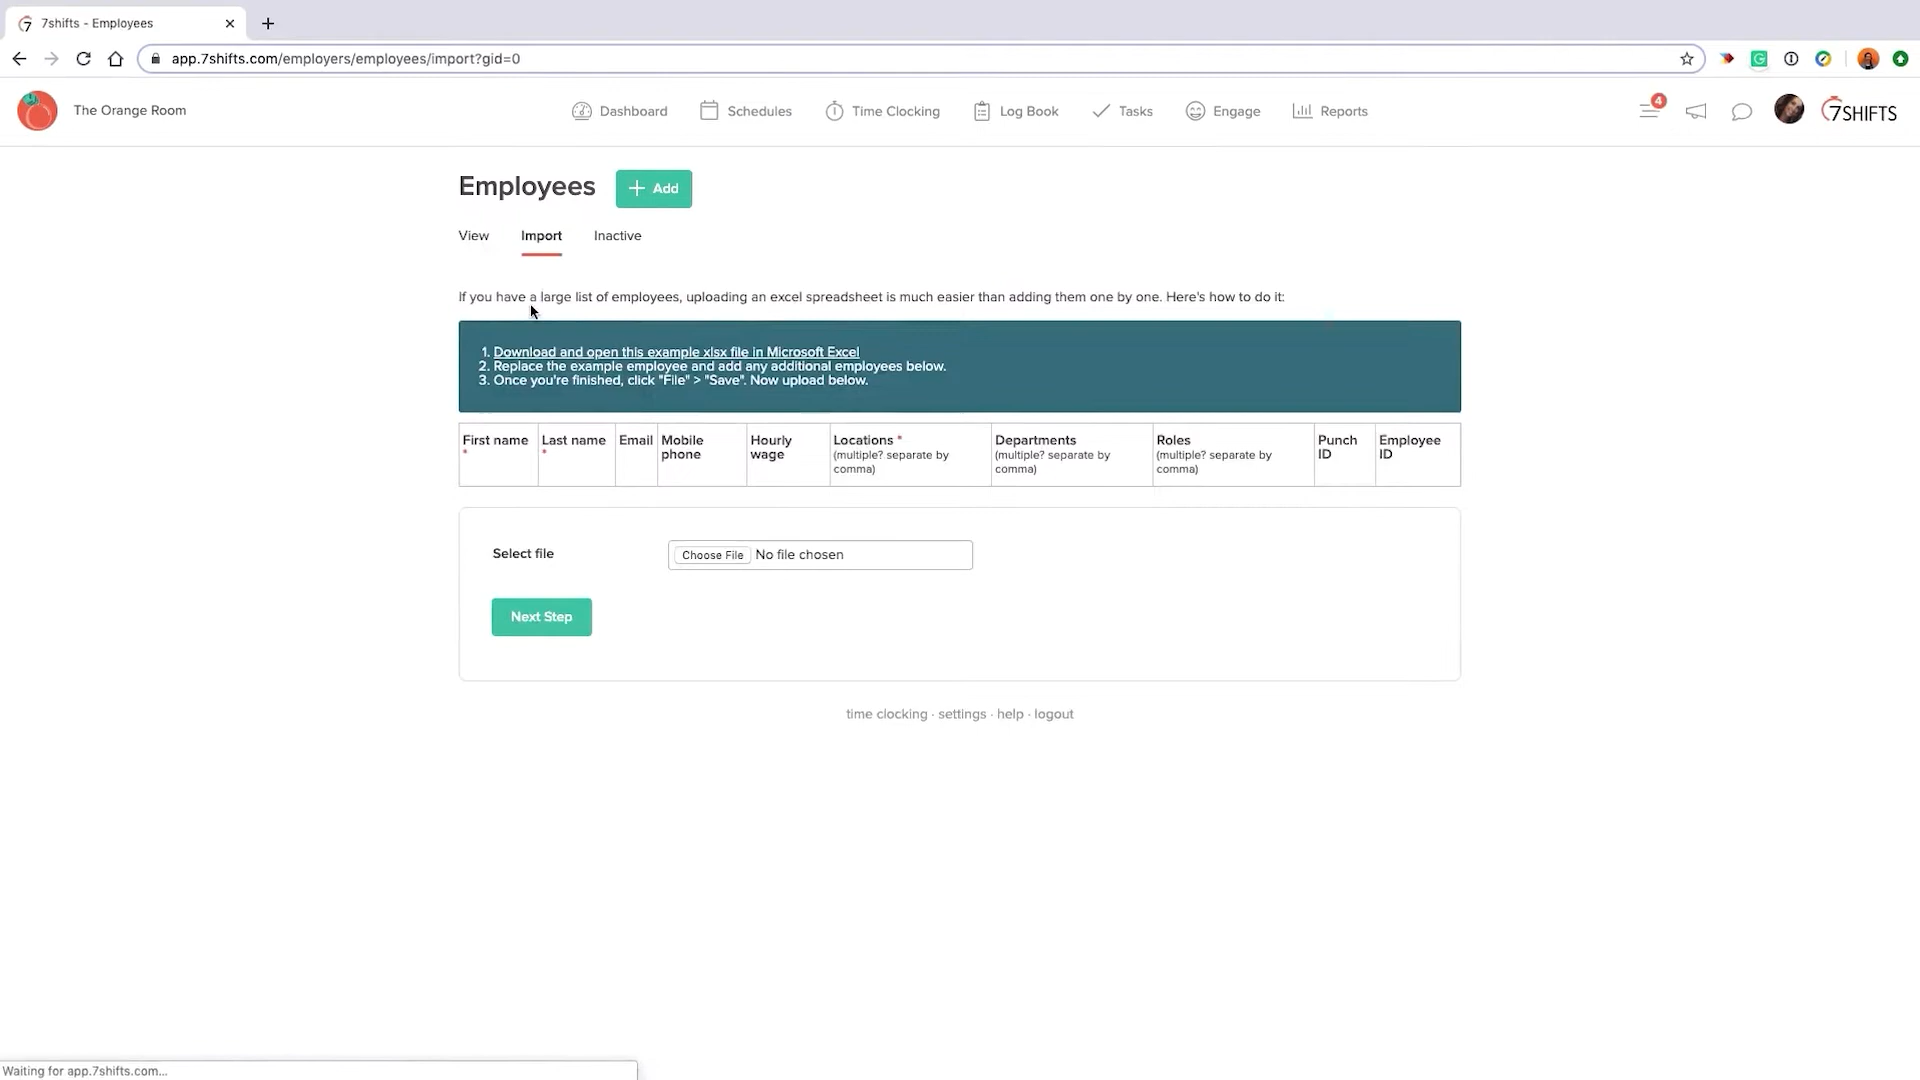 7shifts - Employees
app.7shifts.com/employers/employees/import?gid=0
The Orange Room
Dashboard
Schedules
Time Clocking
Log Book
Tasks
Engage
Reports
4
7SHIFTS
Employees
+ Add
View
Import
Inactive
If you have a large list of employees, uploading an excel spreadsheet is much easier than adding them one by one. Here's how to do it:
1. Download and open this example xlsx file in Microsoft Excel
2. Replace the example employee and add any additional employees below.
3. Once you're finished, click "File" > "Save". Now upload below.
First name
*
Last name
*
Email
Mobile
phone
Hourly
wage
Locations *
(multiple? separate by
comma)
Departments
(multiple? separate by
comma)
Roles
(multiple? separate by
comma)
Punch
ID
Employee
ID
Select file
Choose File No file chosen
Next Step
time clocking · settings · help · logout
Waiting for app.7shifts.com...